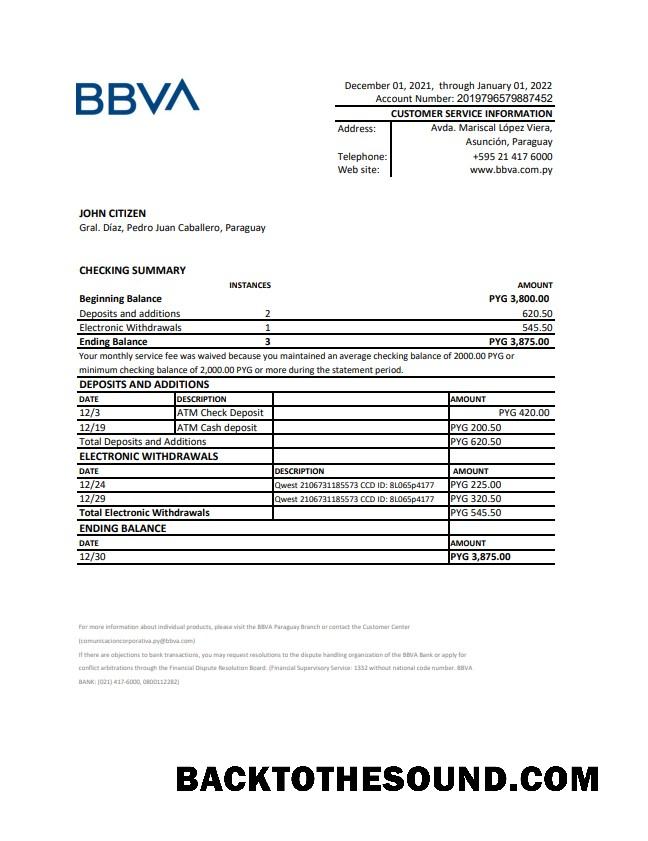 BBVA
December 01, 2021, through January 01, 2022
Account Number: 2019796579887452
CUSTOMER SERVICE INFORMATION
Address: Avda. Mariscal López Viera,
Asunción, Paraguay
Telephone: +595 21 417 6000
Web site: www.bbva.com.py
JOHN CITIZEN
Gral. Díaz, Pedro Juan Caballero, Paraguay
CHECKING SUMMARY
INSTANCES AMOUNT
Beginning Balance PYG 3,800.00
Deposits and additions 2 620.50
Electronic Withdrawals 1 545.50
Ending Balance 3 PYG 3,875.00
Your monthly service fee was waived because you maintained an average checking balance of 2000.00 PYG or
minimum checking balance of 2,000.00 PYG or more during the statement period.
DEPOSITS AND ADDITIONS
DATE DESCRIPTION AMOUNT
12/3 ATM Check Deposit PYG 420.00
12/19 ATM Cash deposit PYG 200.50
Total Deposits and Additions PYG 620.50
ELECTRONIC WITHDRAWALS
DATE DESCRIPTION AMOUNT
12/24 Qwest 2106731185573 CCD ID: 8L065p4177 PYG 225.00
12/29 Qwest 2106731185573 CCD ID: 8L065p4177 PYG 320.50
Total Electronic Withdrawals PYG 545.50
ENDING BALANCE
DATE AMOUNT
12/30 PYG 3,875.00
For more information about individual products, please visit the BBVA Paraguay Branch or contact the Customer Center
(comunicacioncorporativa.py@bbva.com)
If there are objections to bank transactions, you may request resolutions to the dispute handling organization of the BBVA Bank or apply for
conflict arbitrations through the Financial Dispute Resolution Board. (Financial Supervisory Service: 1332 without national code number. BBVA
BANK: (021) 417-6000, 0800112282)
BACKTOTHESOUND.COM